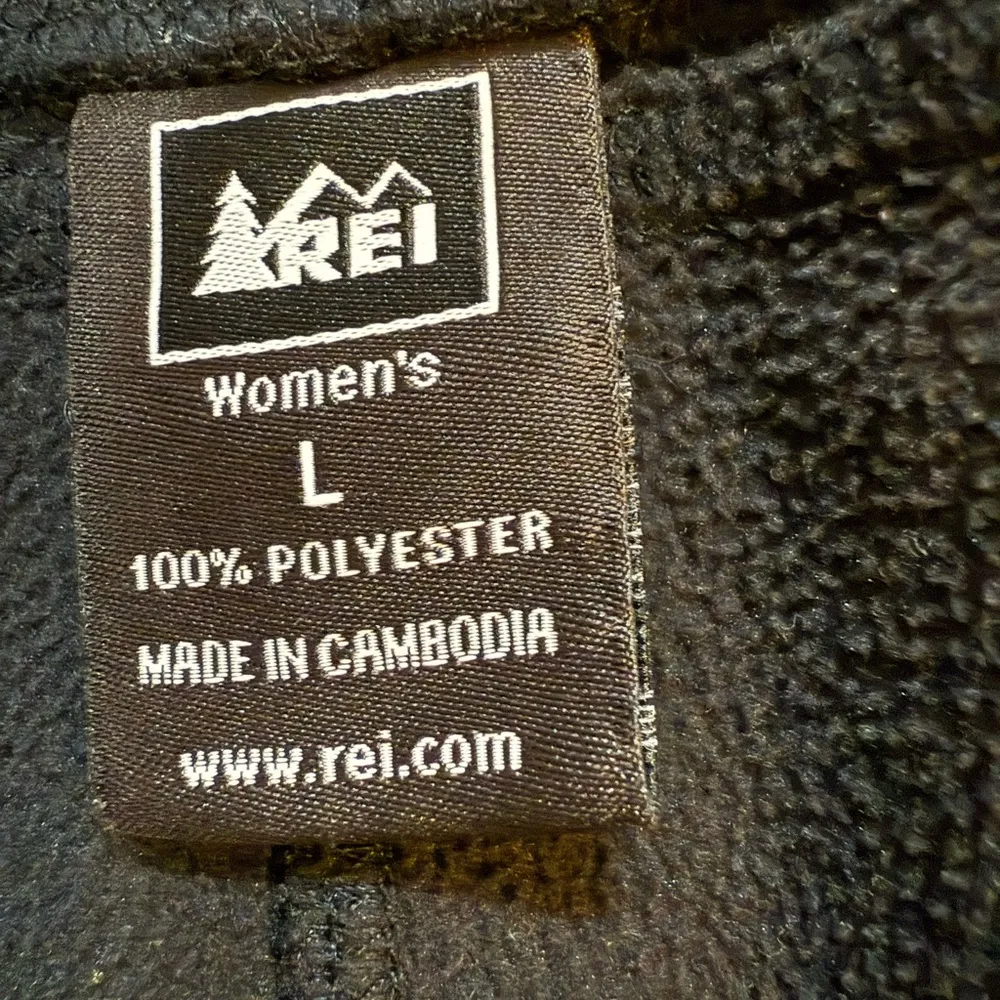 REI
Women's
L
100% POLYESTER
MADE IN CAMBODIA
www.rei.com